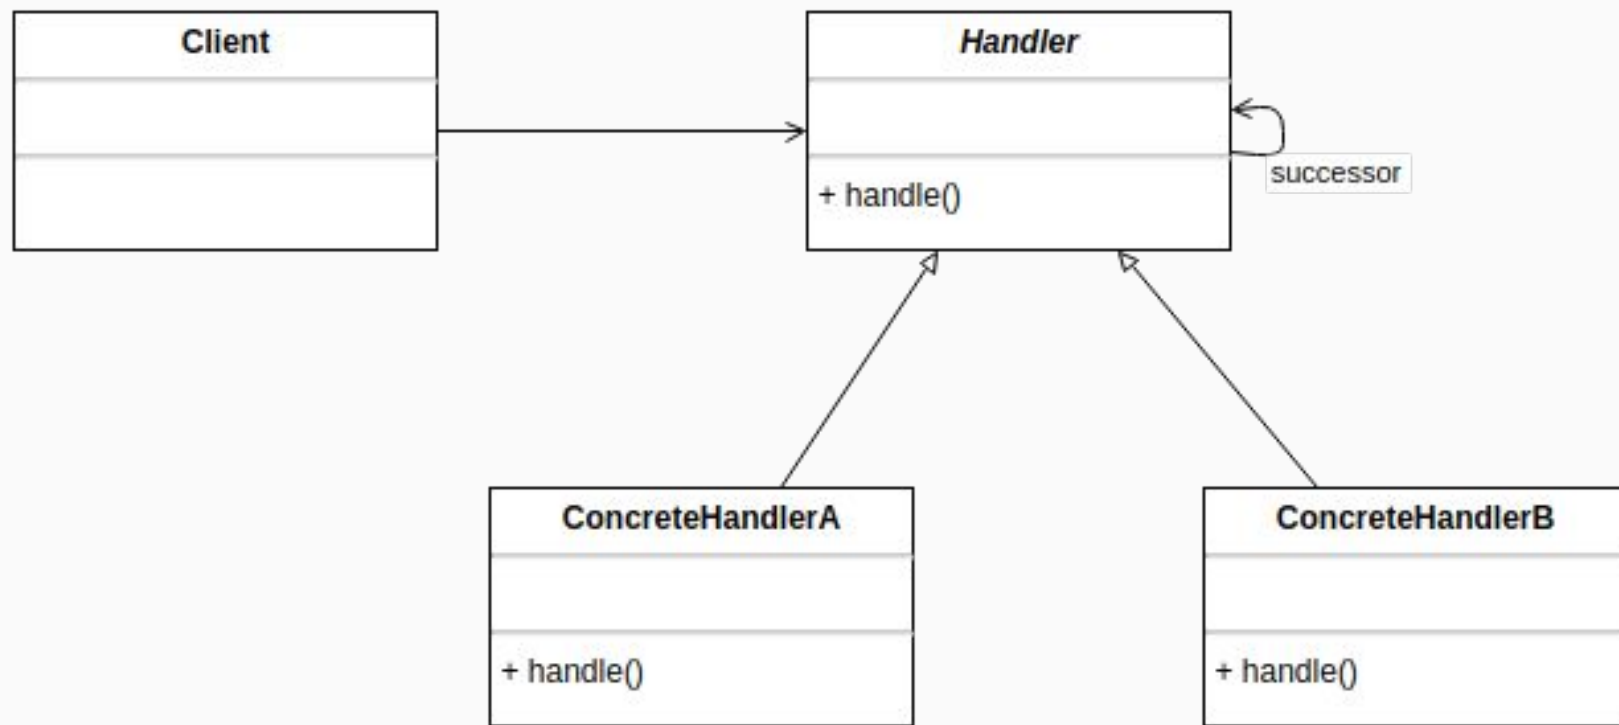 Client
Handler
+ handle()
successor
ConcreteHandlerA
+ handle()
ConcreteHandlerB
+ handle()